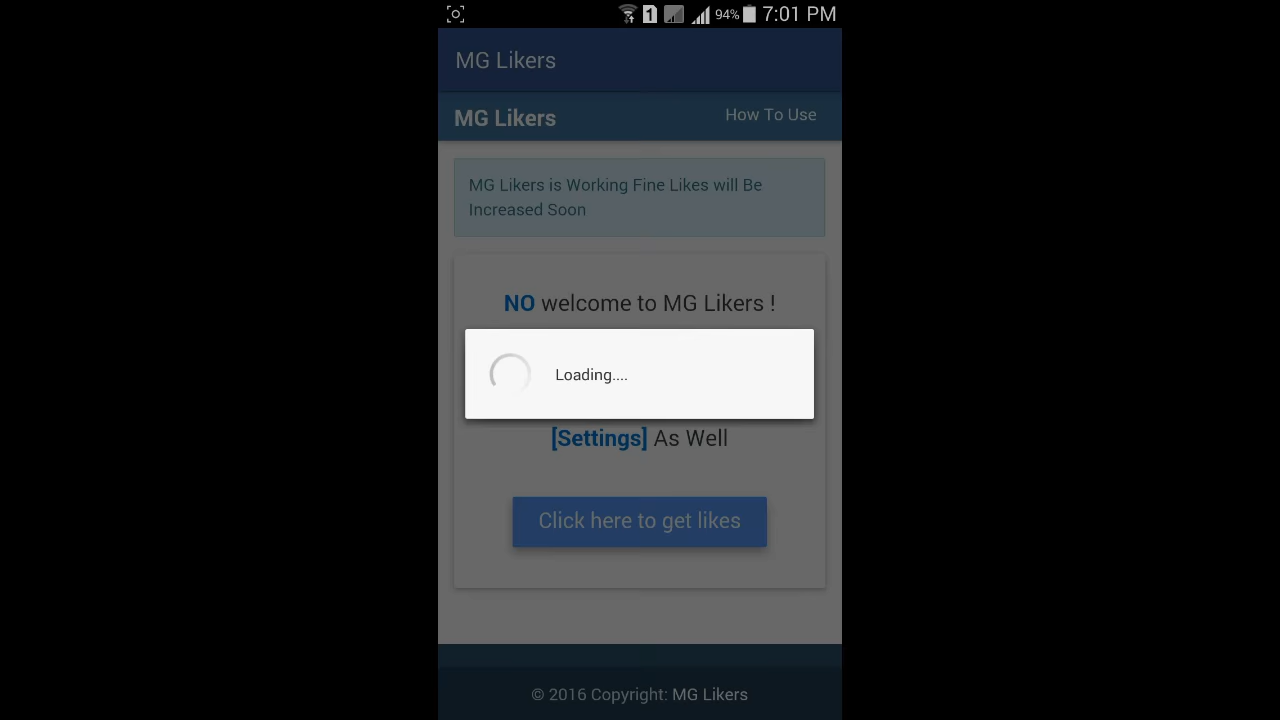 1 94% 7:01 PM
MG Likers
MG Likers How To Use
MG Likers is Working Fine Likes will Be
Increased Soon
NO welcome to MG Likers !
Loading....
[Settings] As Well
Click here to get likes
© 2016 Copyright: MG Likers